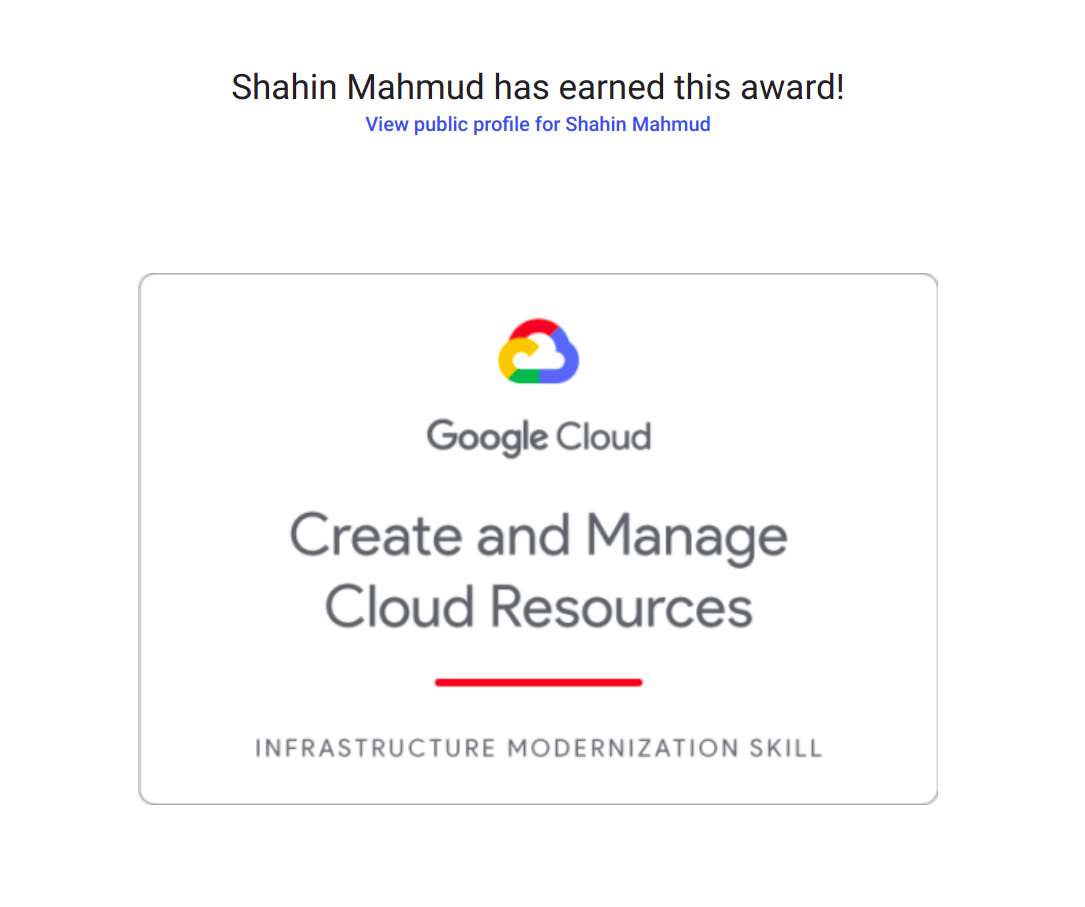 Shahin Mahmud has earned this award!
View public profile for Shahin Mahmud
Google Cloud
Create and Manage
Cloud Resources
INFRASTRUCTURE MODERNIZATION SKILL